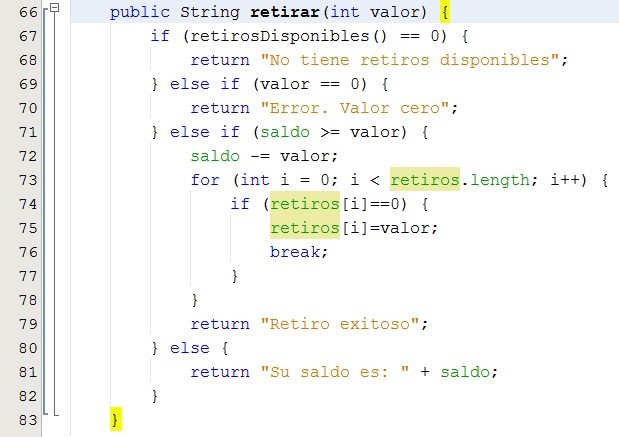 66 public String retirar(int valor) {
67 if (retirosDisponibles() == 0) {
68 return "No tiene retiros disponibles";
69 } else if (valor == 0) {
70 return "Error. Valor cero";
71 } else if (saldo >= valor) {
72 saldo -= valor;
73 for (int i = 0; i < retiros.length; i++) {
74 if (retiros[i]==0) {
75 retiros[i]=valor;
76 break;
77 }
78 }
79 return "Retiro exitoso";
80 } else {
81 return "Su saldo es: " + saldo;
82 }
83 }